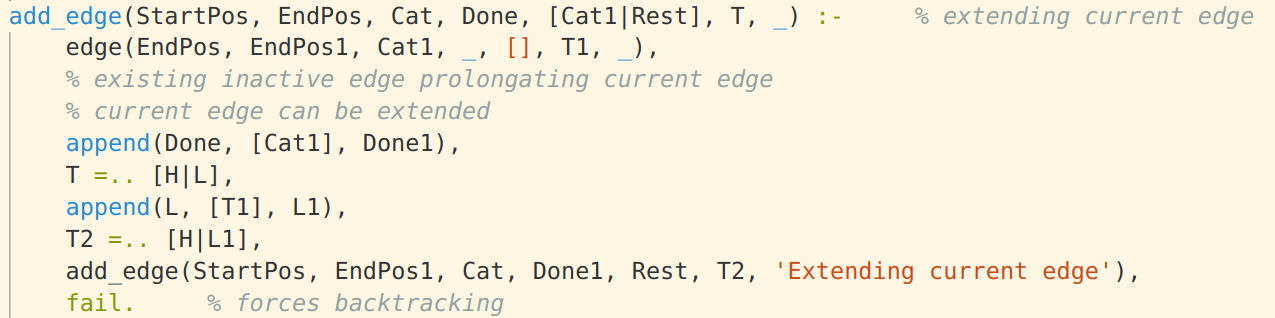 add_edge(StartPos, EndPos, Cat, Done, [Cat1|Rest], T, _) :-     % extending current edge
    edge(EndPos, EndPos1, Cat1, _, [], T1, _),
    % existing inactive edge prolongating current edge
    % current edge can be extended
    append(Done, [Cat1], Done1),
    T =.. [H|L],
    append(L, [T1], L1),
    T2 =.. [H|L1],
    add_edge(StartPos, EndPos1, Cat, Done1, Rest, T2, 'Extending current edge'),
    fail.     % forces backtracking